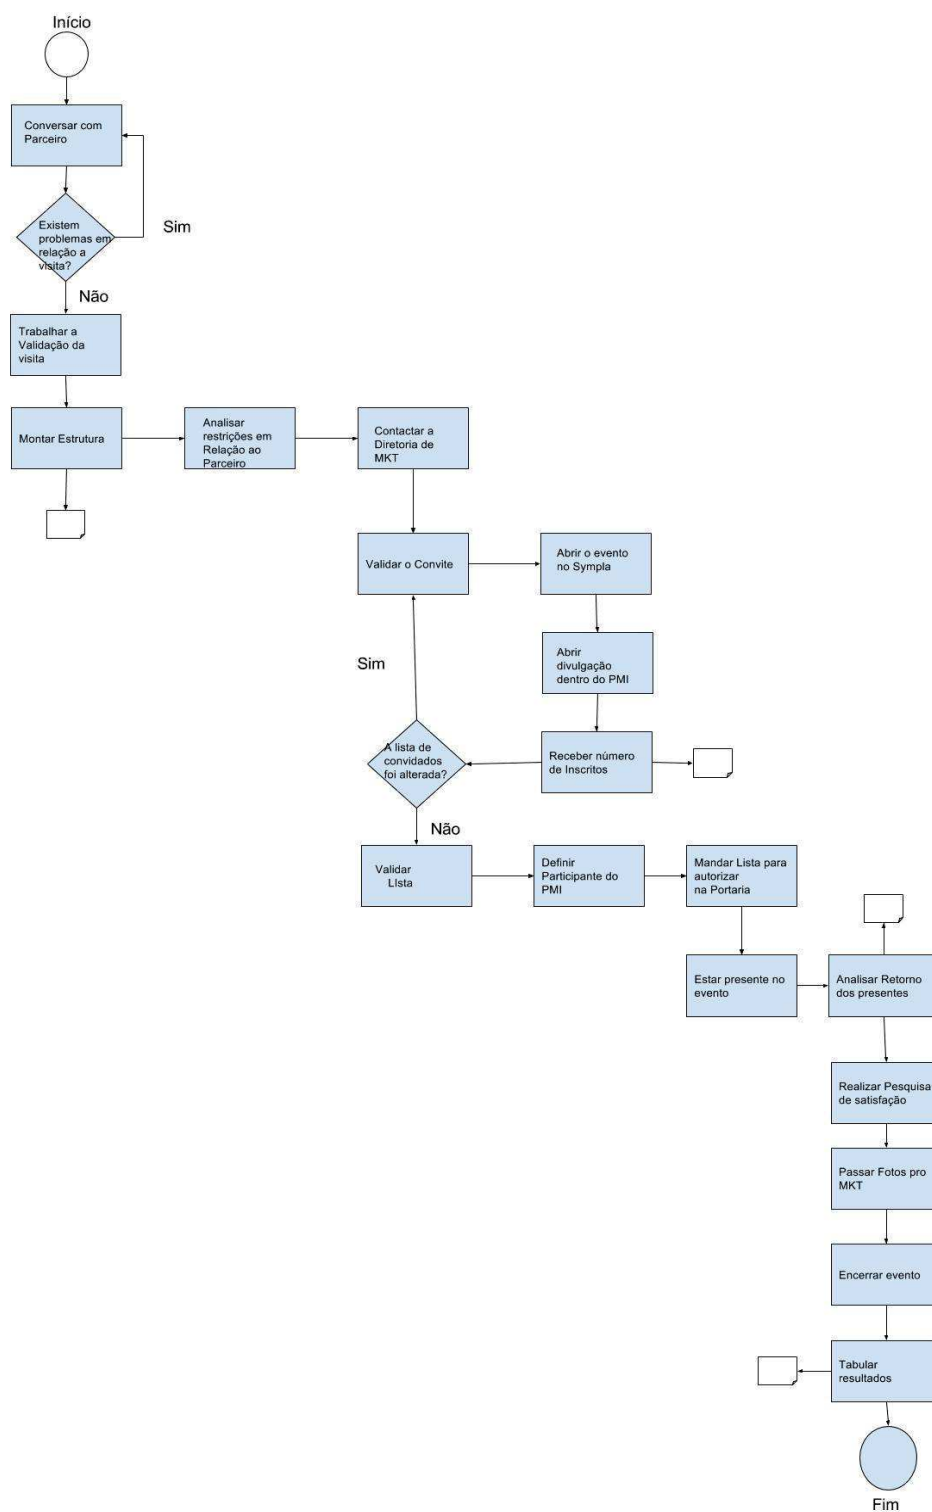 Início
Conversar com
Parceiro
Existem
problemas em
relação a
visita?
Sim
Não
Trabalhar a
Validação da
visita
Montar Estrutura
Analisar
restrições em
Relação ao
Parceiro
Contactar a
Diretoria de
MKT
Validar o Convite
Abrir o evento
no Sympla
Abrir
divulgação
dentro do PMI
Sim
A lista de
convidados
foi alterada?
Receber número
de Inscritos
Não
Validar
LIsta
Definir
Participante do
PMI
Mandar Lista para
autorizar
na Portaria
Estar presente no
evento
Analisar Retorno
dos presentes
Realizar Pesquisa
de satisfação
Passar Fotos pro
MKT
Encerrar evento
Tabular
resultados
Fim